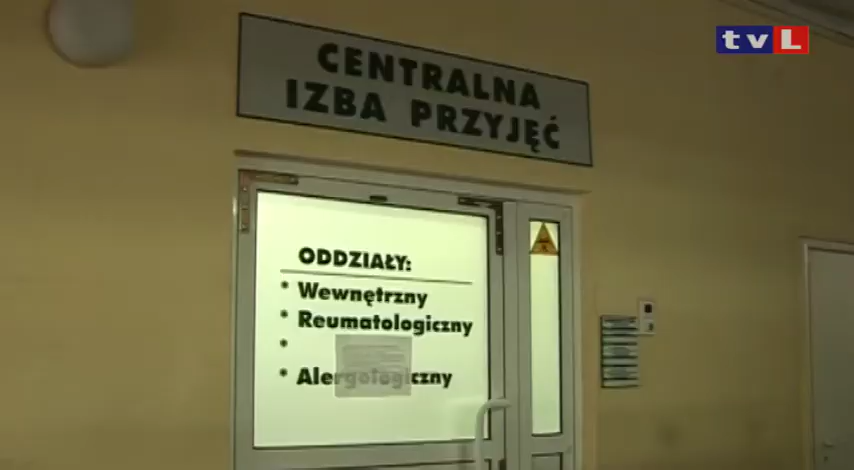 tvL
CENTRALNA
IZBA PRZYJĘĆ
ODDZIAŁY:
* Wewnętrzny
* Reumatologiczny
*
* Alergologiczny